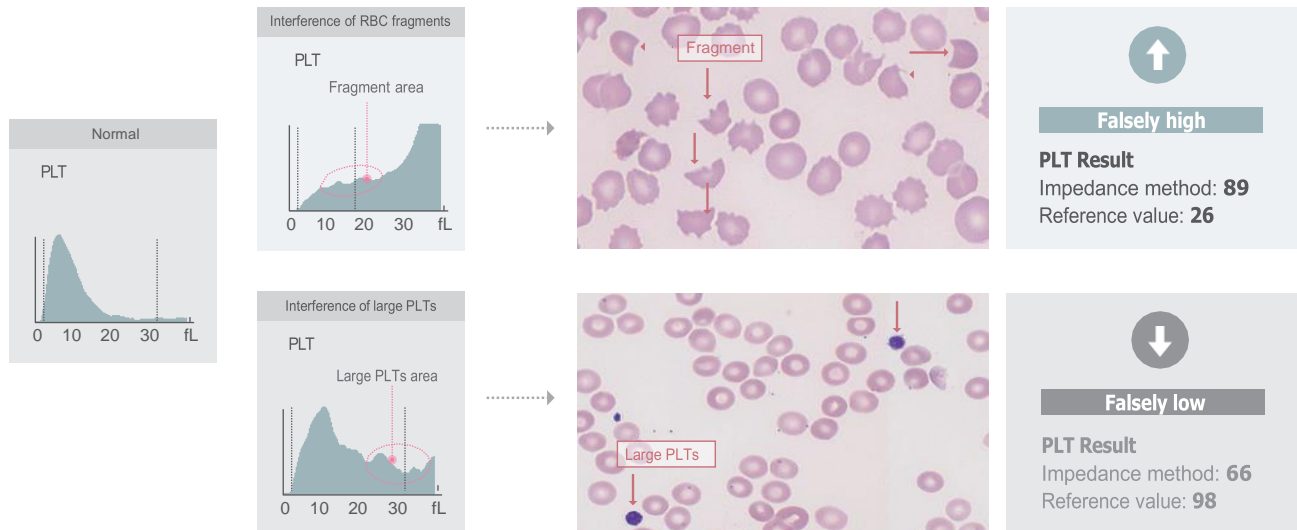 Normal
PLT
0 10 20 30 fL
Interference of RBC fragments
PLT
Fragment area
0 10 20 30 fL
Fragment
Falsely high
PLT Result
Impedance method: 89
Reference value: 26
Interference of large PLTs
PLT
Large PLTs area
0 10 20 30 fL
Large PLTs
Falsely low
PLT Result
Impedance method: 66
Reference value: 98